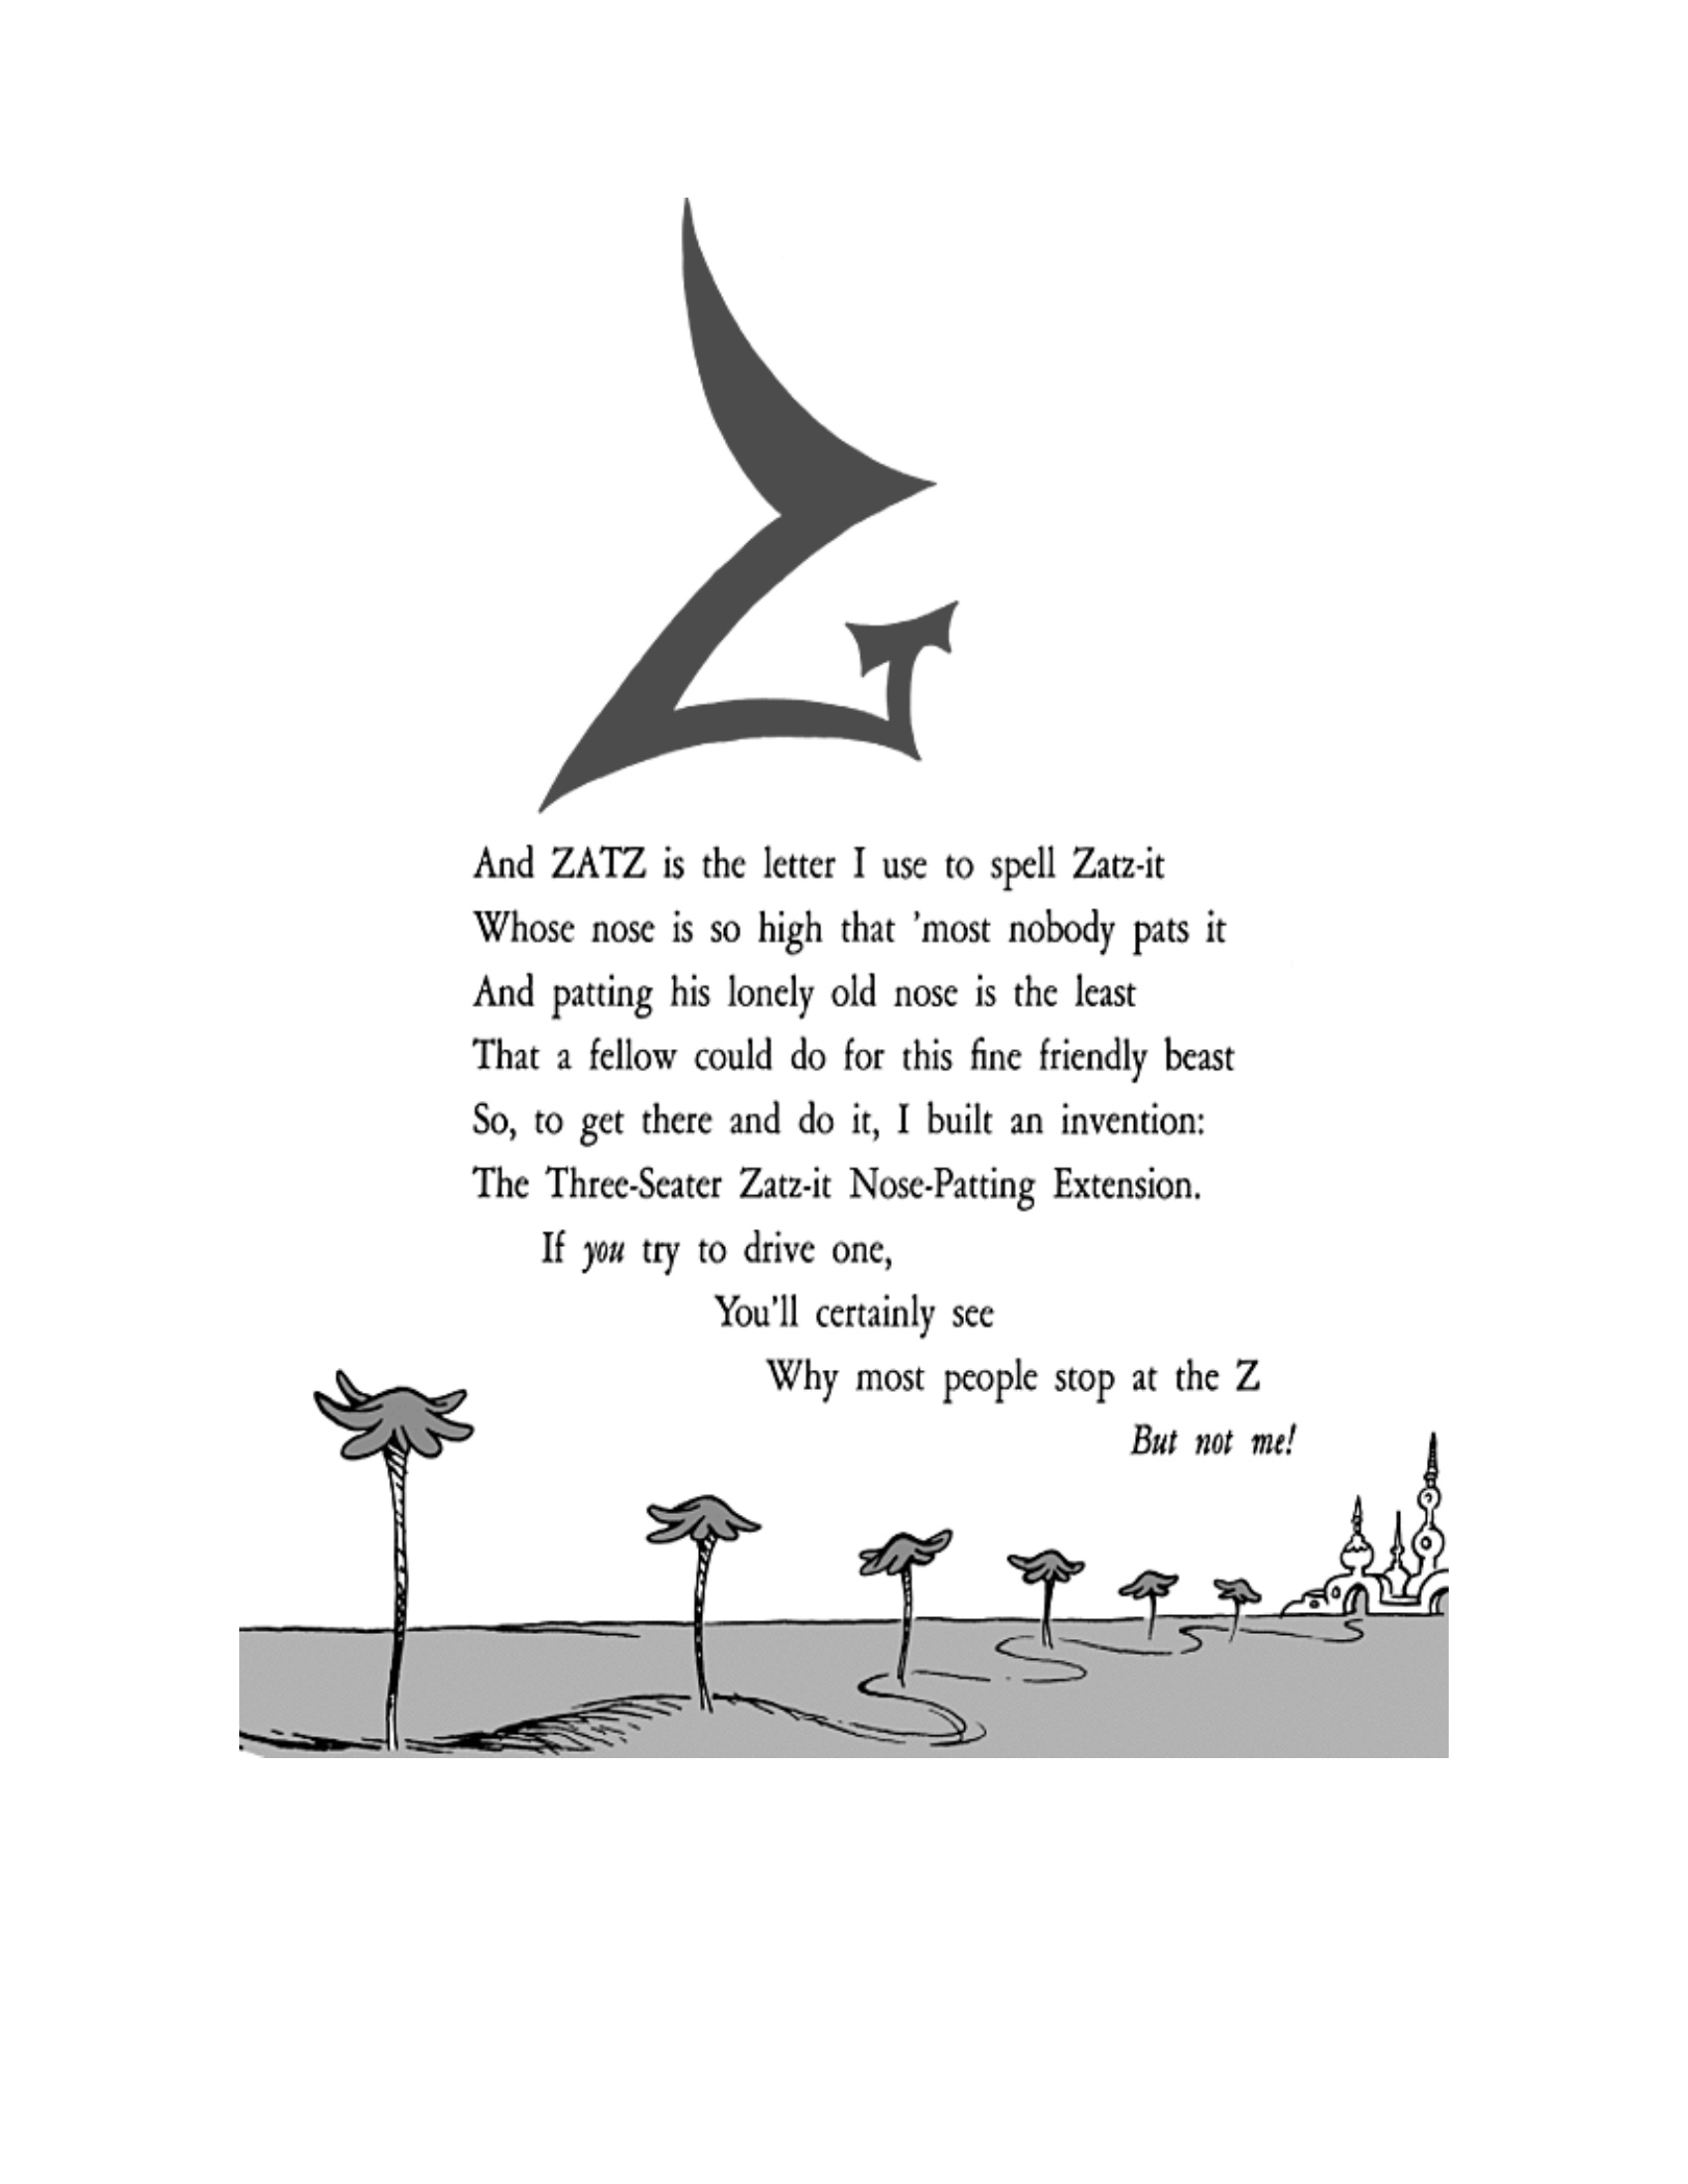 And ZATZ is the letter I use to spell Zatz-it
Whose nose is so high that ’most nobody pats it
And patting his lonely old nose is the least
That a fellow could do for this fine friendly beast
So, to get there and do it, I built an invention:
The Three-Seater Zatz-it Nose-Patting Extension.
If you try to drive one,
You’ll certainly see
Why most people stop at the Z
But not me!